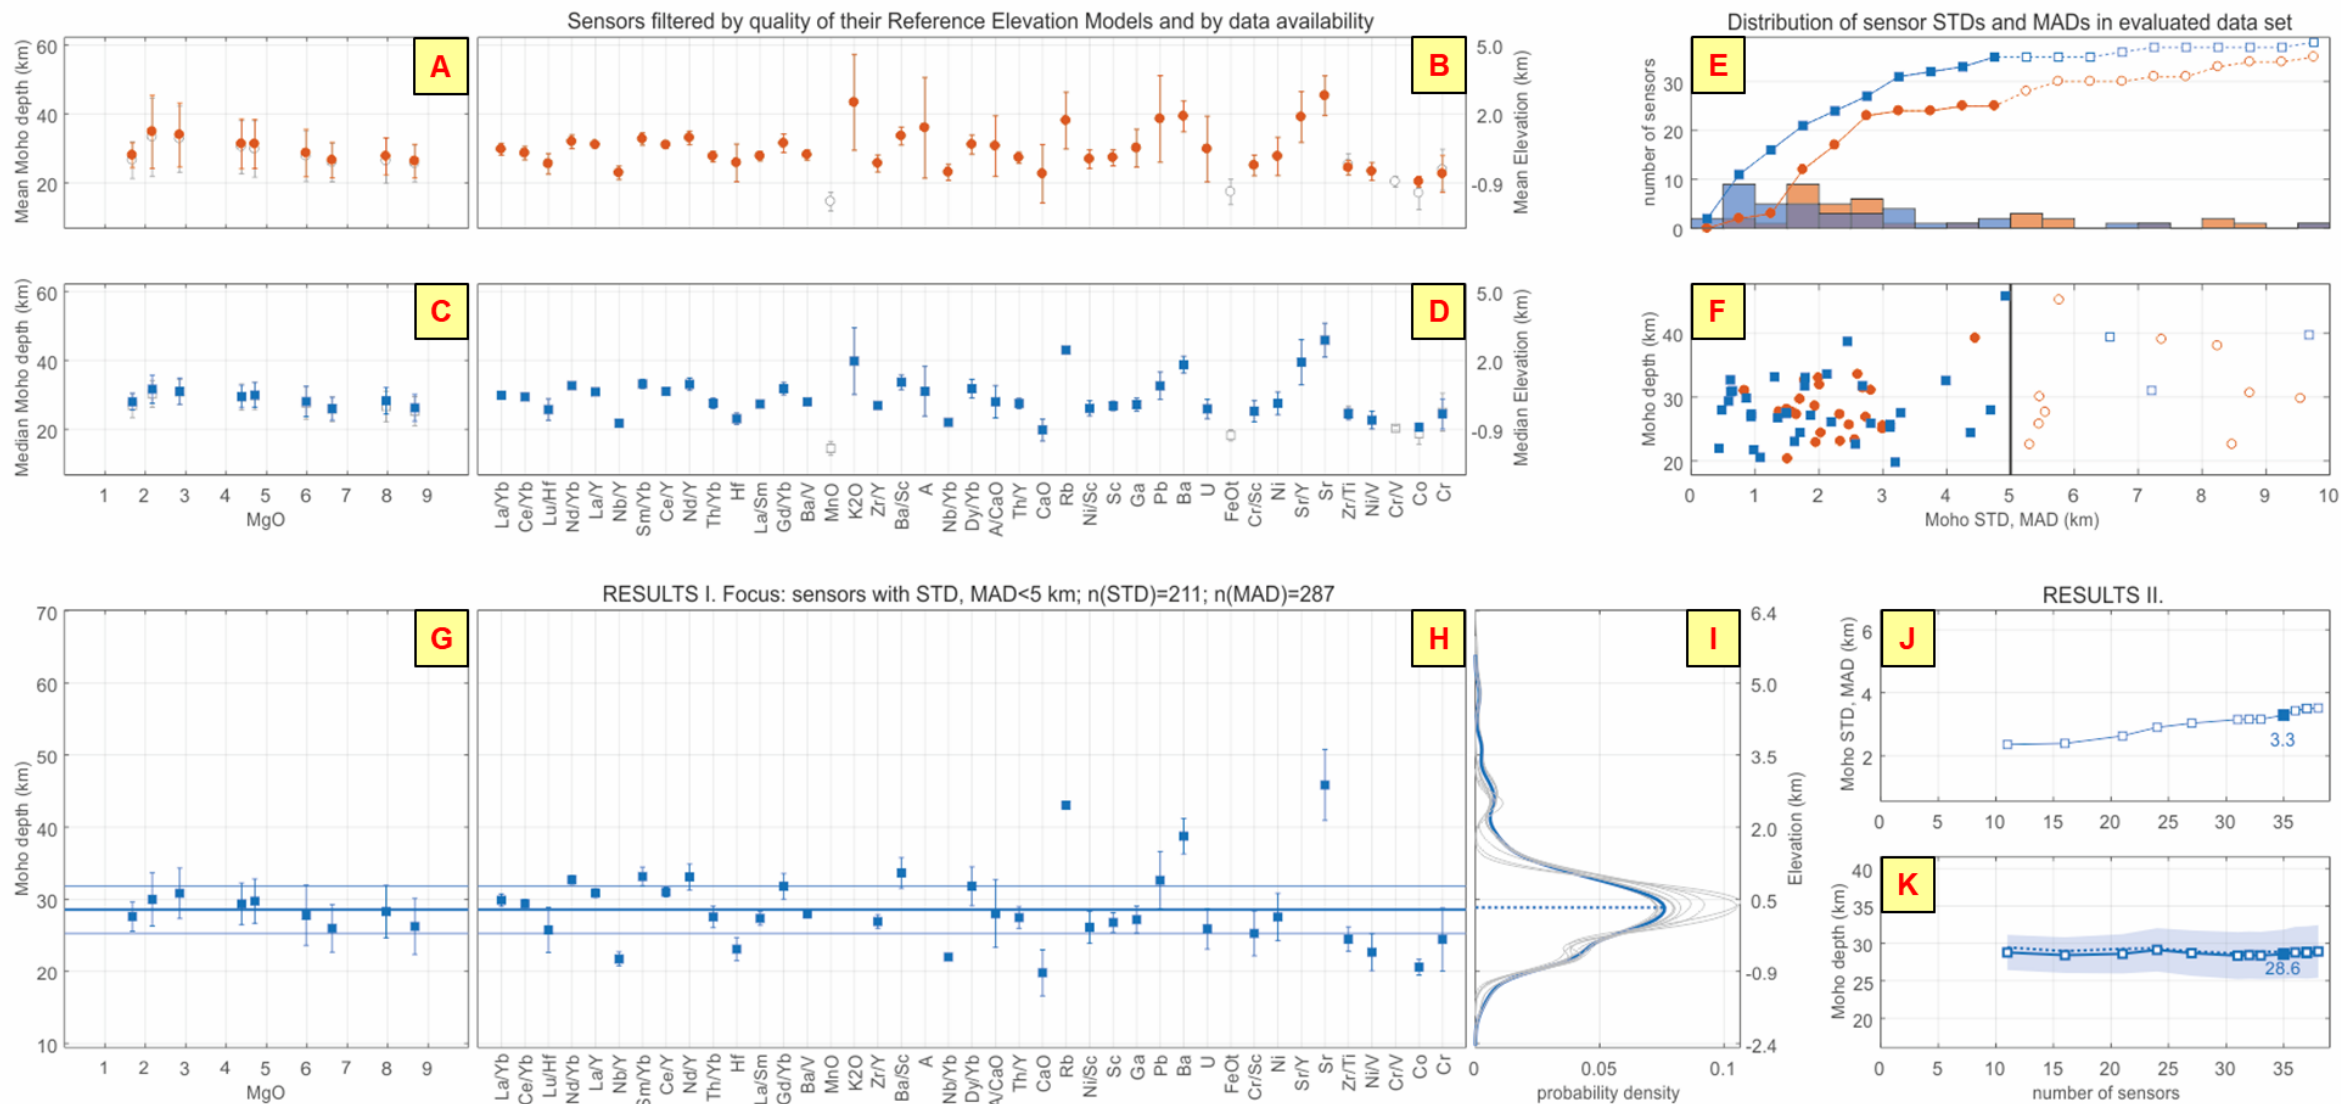 Sensors filtered by quality of their Reference Elevation Models and by data availability
Distribution of sensor STDs and MADs in evaluated data set
A
B
E
Mean Moho depth (km)
60
40
20
5.0
2.0
-0.9
Mean Elevation (km)
number of sensors
30
20
10
0
C
D
F
Median Moho depth (km)
60
40
20
5.0
2.0
-0.9
Median Elevation (km)
Moho depth (km)
40
30
20
1 2 3 4 5 6 7 8 9
MgO
La/Yb Ce/Yb Lu/Hf Nd/Yb La/Y Nb/Y Sm/Yb Ce/Y Nd/Y Th/Yb Hf La/Sm Gd/Yb Ba/V MnO K2O Zr/Y Ba/Sc A Nb/Yb Dy/Yb A/CaO Th/Y CaO Rb Ni/Sc Sc Ga Pb Ba U FeOt Cr/Sc Ni Sr/Y Sr Zr/Ti Ni/V Cr/V Co Cr
0 1 2 3 4 5 6 7 8 9 10
Moho STD, MAD (km)
RESULTS I. Focus: sensors with STD, MAD<5 km; n(STD)=211; n(MAD)=287
RESULTS II.
G
H
I
J
Moho depth (km)
70
60
50
40
30
20
10
6.4
5.0
3.5
2.0
0.5
-0.9
-2.4
Elevation (km)
Moho STD, MAD (km)
6
4
2
3.3
0 5 10 15 20 25 30 35
K
Moho depth (km)
40
35
30
25
20
28.6
1 2 3 4 5 6 7 8 9
MgO
La/Yb Ce/Yb Lu/Hf Nd/Yb La/Y Nb/Y Sm/Yb Ce/Y Nd/Y Th/Yb Hf La/Sm Gd/Yb Ba/V MnO K2O Zr/Y Ba/Sc A Nb/Yb Dy/Yb A/CaO Th/Y CaO Rb Ni/Sc Sc Ga Pb Ba U FeOt Cr/Sc Ni Sr/Y Sr Zr/Ti Ni/V Cr/V Co Cr
0 0.05 0.1
probability density
0 5 10 15 20 25 30 35
number of sensors